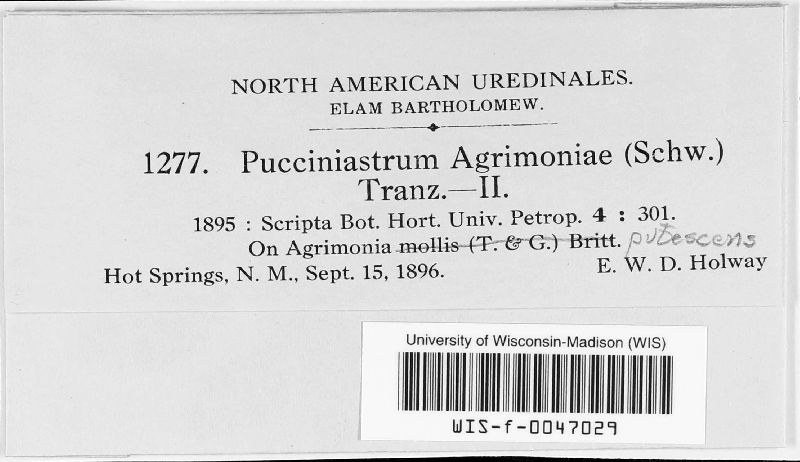 NORTH AMERICAN UREDINALES.
ELAM BARTHOLOMEW.
1277. Pucciniastrum Agrimoniae (Schw.)
Tranz.—II.
1895 : Scripta Bot. Hort. Univ. Petrop. 4 : 301.
On Agrimonia mollis (T. & G.) Britt. pubescens
Hot Springs, N. M., Sept. 15, 1896. E. W. D. Holway
University of Wisconsin-Madison (WIS)
WIS-f-0047029